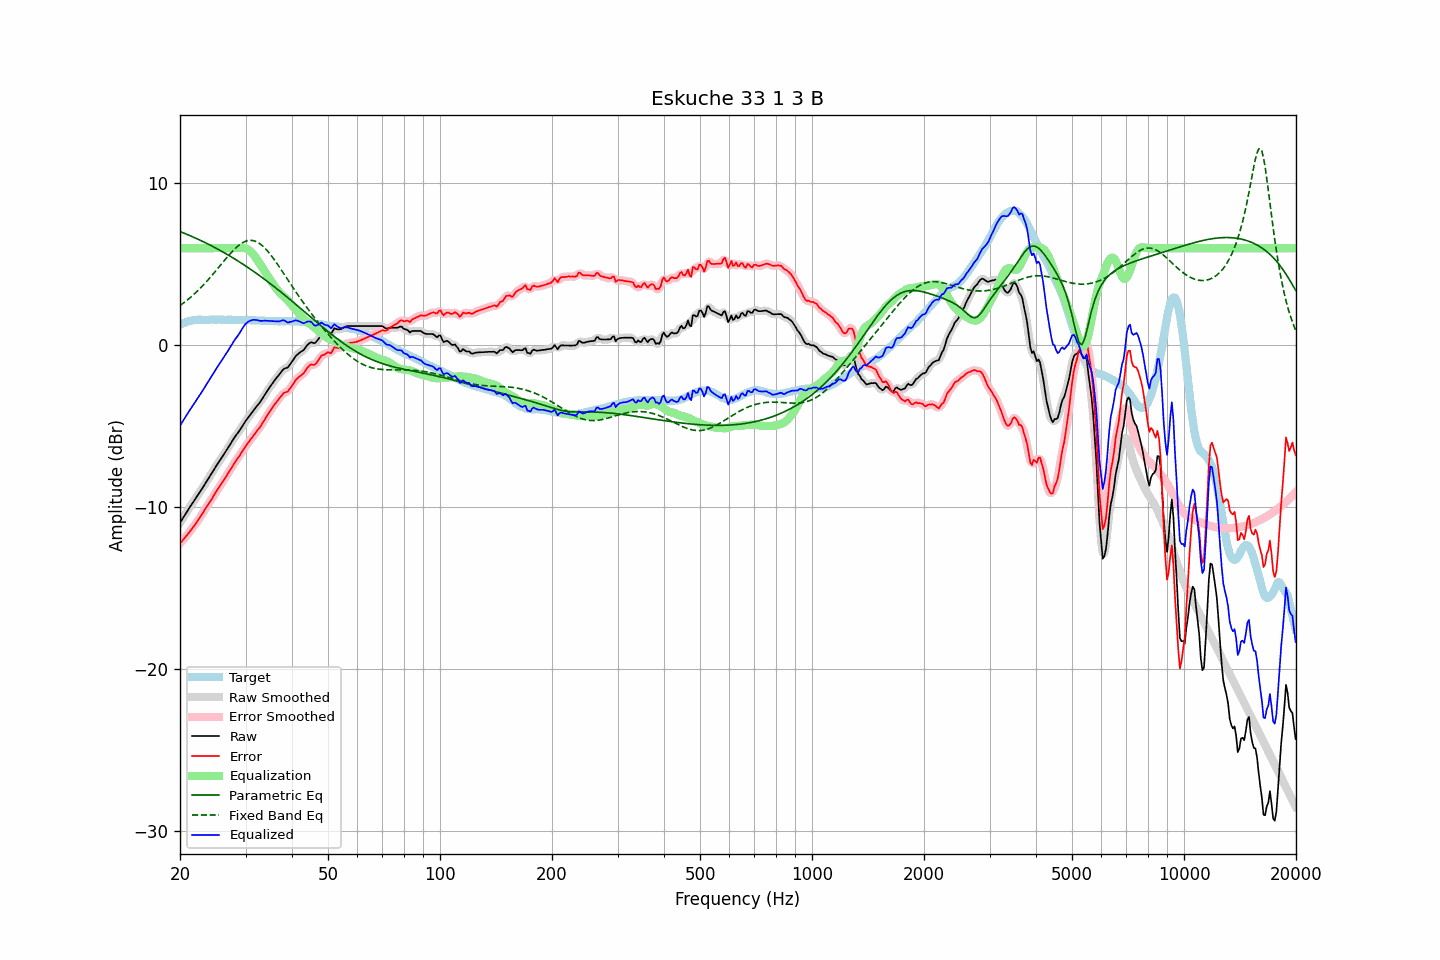 Eskuche 33 1 3 B
Amplitude (dBr)
10
0
−10
−20
−30
Target
Raw Smoothed
Error Smoothed
Raw
Error
Equalization
Parametric Eq
Fixed Band Eq
Equalized
20 50 100 200 500 1000 2000 5000 10000 20000
Frequency (Hz)